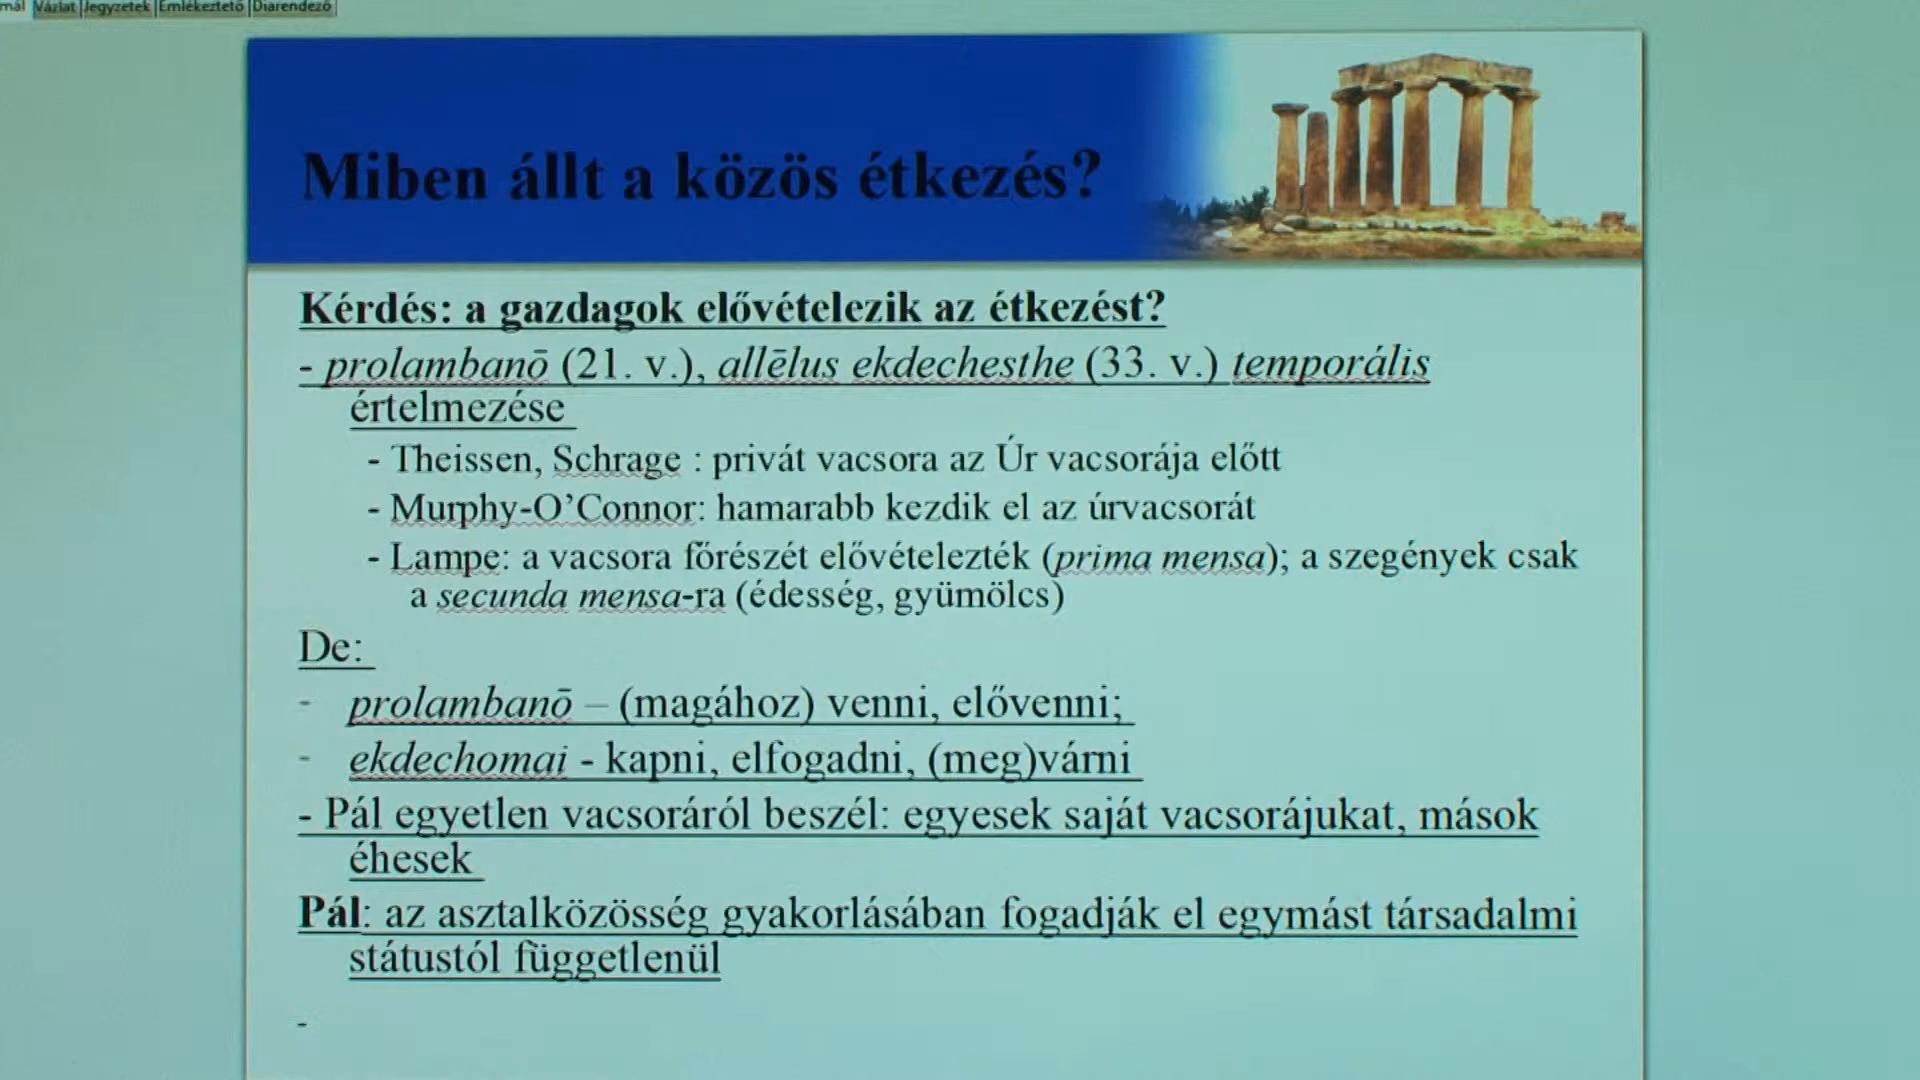 mál Vázlat Jegyzetek Emlékeztető Diarendező
Miben állt a közös étkezés?
Kérdés: a gazdagok elővételezik az étkezést?
- prolambanō (21. v.), allēlus ekdechesthe (33. v.) temporális
értelmezése
- Theissen, Schrage : privát vacsora az Úr vacsorája előtt
- Murphy-O’Connor: hamarabb kezdik el az úrvacsorát
- Lampe: a vacsora főrészét elővételezték (prima mensa); a szegények csak
a secunda mensa-ra (édesség, gyümölcs)
De:
- prolambanō – (magához) venni, elővenni;
- ekdechomai - kapni, elfogadni, (meg)várni
- Pál egyetlen vacsoráról beszél: egyesek saját vacsorájukat, mások
éhesek
Pál: az asztalközösség gyakorlásában fogadják el egymást társadalmi
státustól függetlenül
-